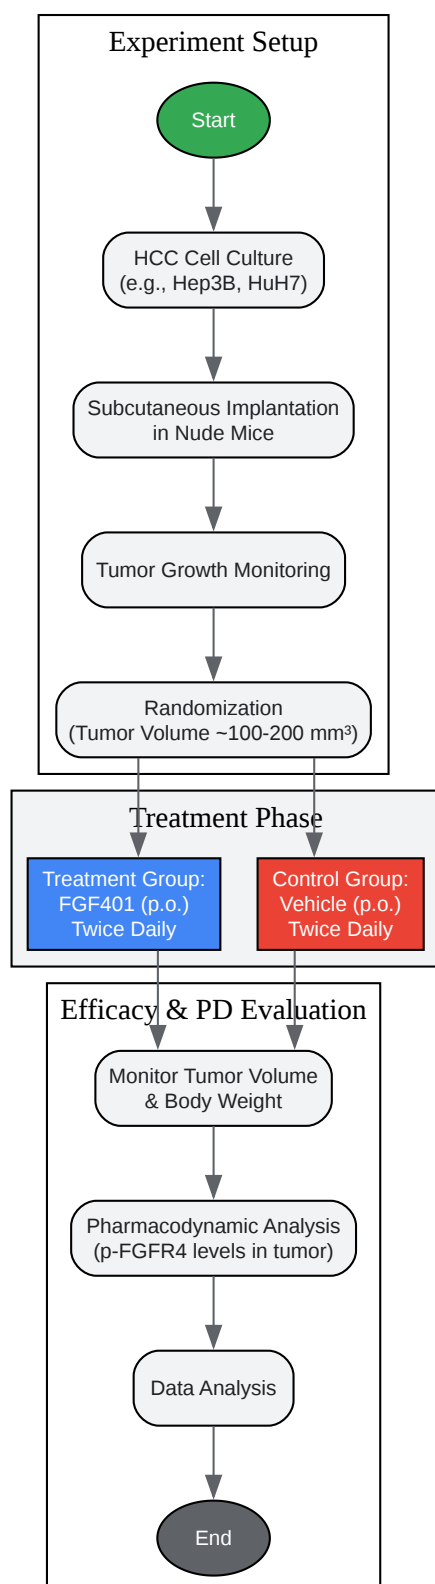 Experiment Setup
Start
HCC Cell Culture
(e.g., Hep3B, HuH7)
Subcutaneous Implantation
in Nude Mice
Tumor Growth Monitoring
Randomization
(Tumor Volume ~100-200 mm³)
Treatment Phase
Treatment Group:
FGF401 (p.o.)
Twice Daily
Control Group:
Vehicle (p.o.)
Twice Daily
Efficacy & PD Evaluation
Monitor Tumor Volume
& Body Weight
Pharmacodynamic Analysis
(p-FGFR4 levels in tumor)
Data Analysis
End